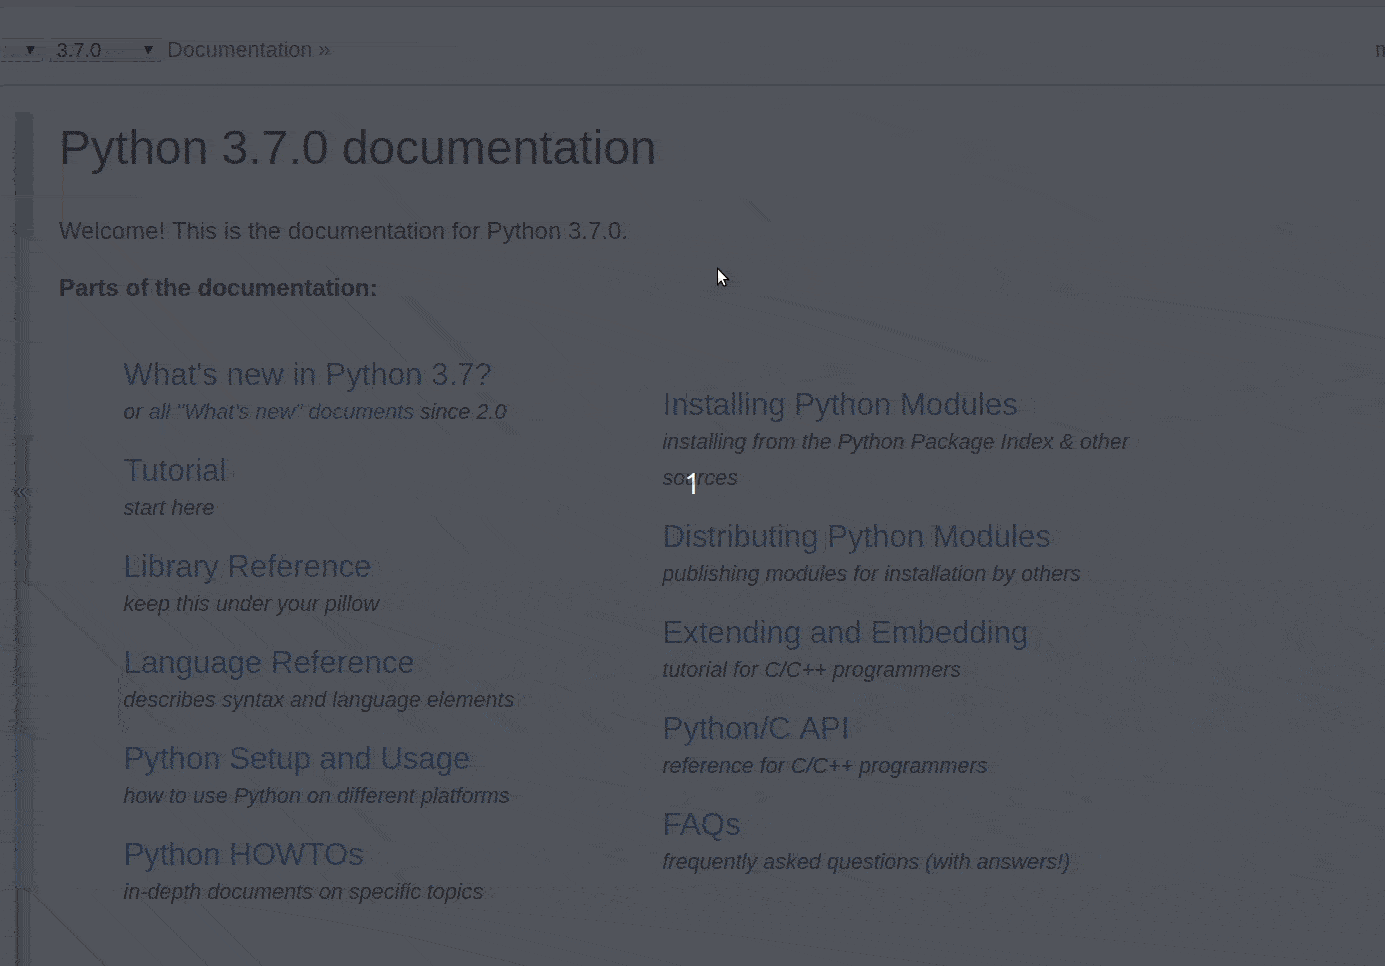 3.7.0 Documentation »
Python 3.7.0 documentation
Welcome! This is the documentation for Python 3.7.0.
Parts of the documentation:
What's new in Python 3.7?
or all "What's new" documents since 2.0
Tutorial
start here
Library Reference
keep this under your pillow
Language Reference
describes syntax and language elements
Python Setup and Usage
how to use Python on different platforms
Python HOWTOs
in-depth documents on specific topics
Installing Python Modules
installing from the Python Package Index & other
sources
1
Distributing Python Modules
publishing modules for installation by others
Extending and Embedding
tutorial for C/C++ programmers
Python/C API
reference for C/C++ programmers
FAQs
frequently asked questions (with answers!)
«